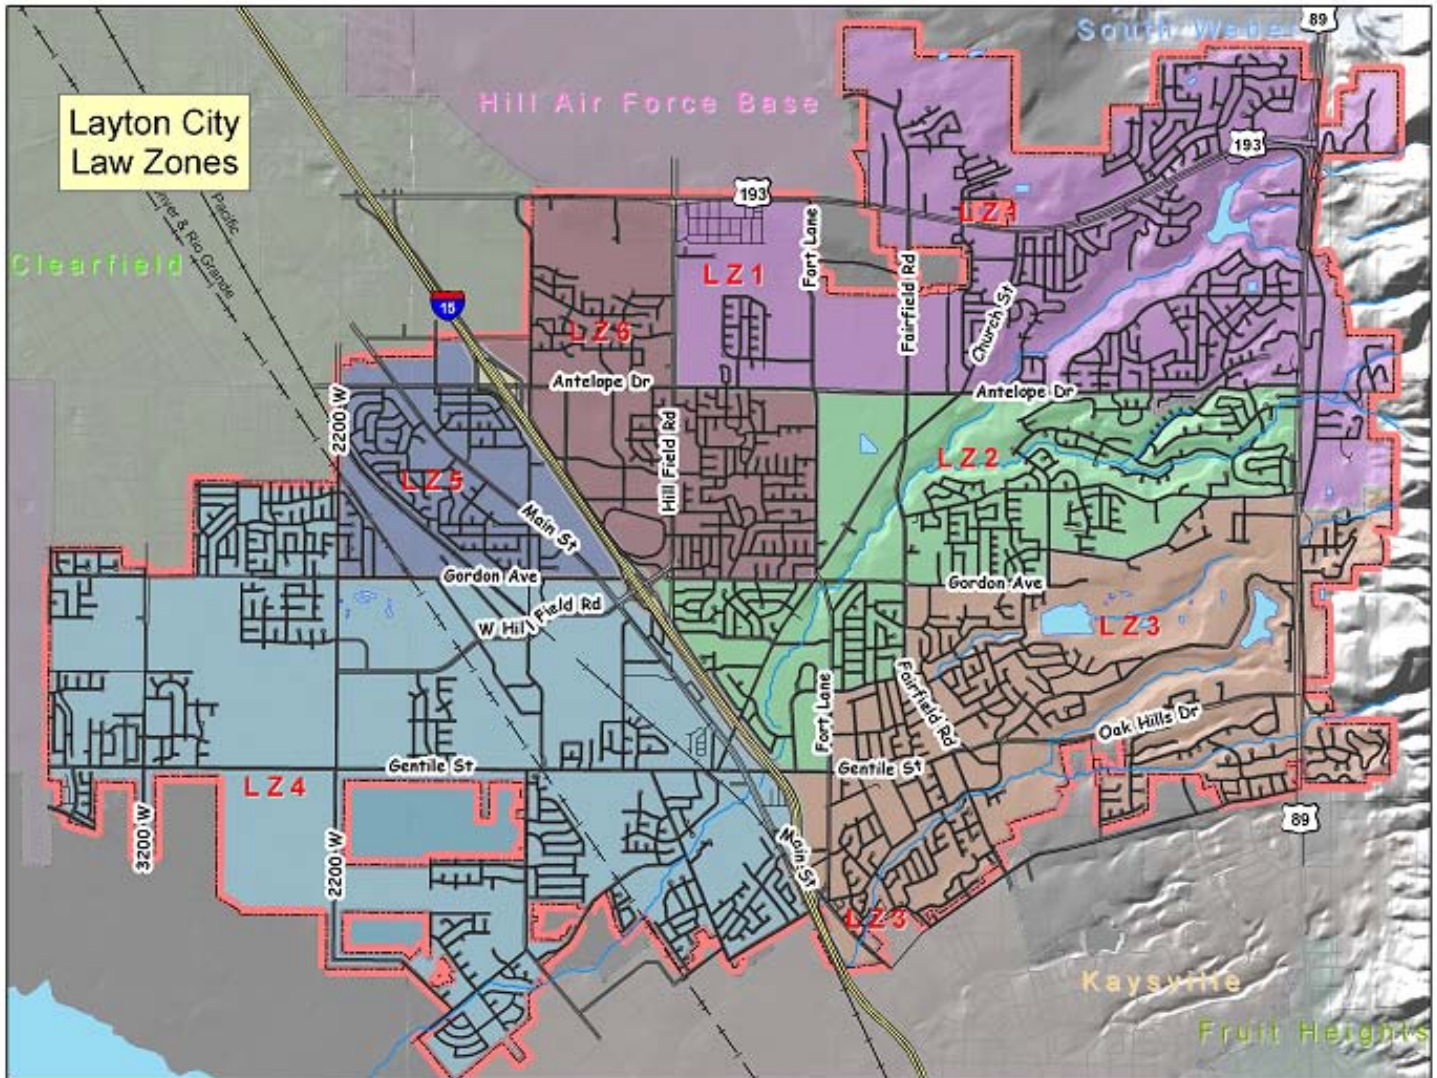 South Weber
89
Hill Air Force Base
Layton City
Law Zones
193
193
Pacific
Rio Grande
LZ1
Fort Lane
Clearfield
LZ1
Fairfield Rd
15
Church St
LZ6
Antelope Dr
Antelope Dr
2200 W
Hill Field Rd
LZ2
LZ5
Main St
Gordon Ave
Gordon Ave
W Hill Field Rd
LZ3
Fort Lane
Fairfield Rd
Oak Hills Dr
Gentile St
Gentile St
LZ4
89
3200 W
2200 W
Main St
LZ3
Kaysville
Fruit Heights